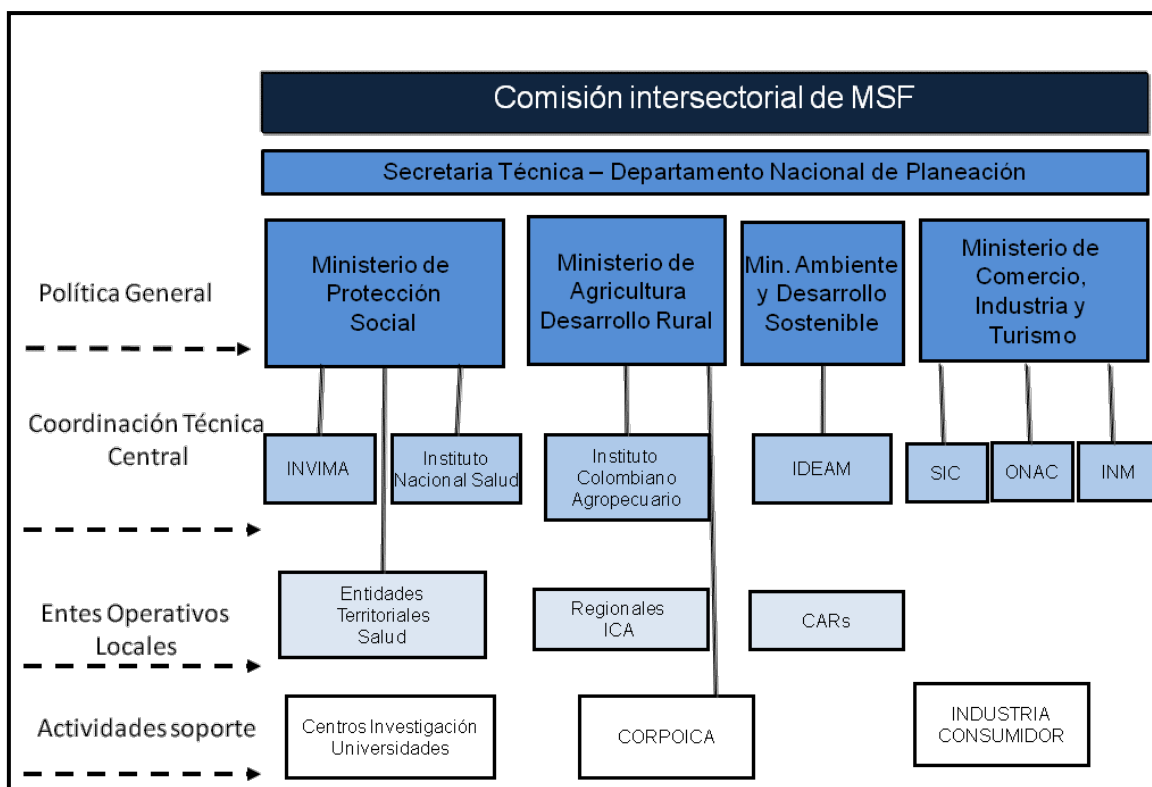 Comisión intersectorial de MSF
Secretaria Técnica – Departamento Nacional de Planeación
Política General
Ministerio de
Protección
Social
Ministerio de
Agricultura
Desarrollo Rural
Min. Ambiente
y Desarrollo
Sostenible
Ministerio de
Comercio,
Industria y
Turismo
Coordinación Técnica
Central
INVIMA
Instituto
Nacional Salud
Instituto
Colombiano
Agropecuario
IDEAM
SIC
ONAC
INM
Entes Operativos
Locales
Entidades
Territoriales
Salud
Regionales
ICA
CARs
Actividades soporte
Centros Investigación
Universidades
CORPOICA
INDUSTRIA
CONSUMIDOR